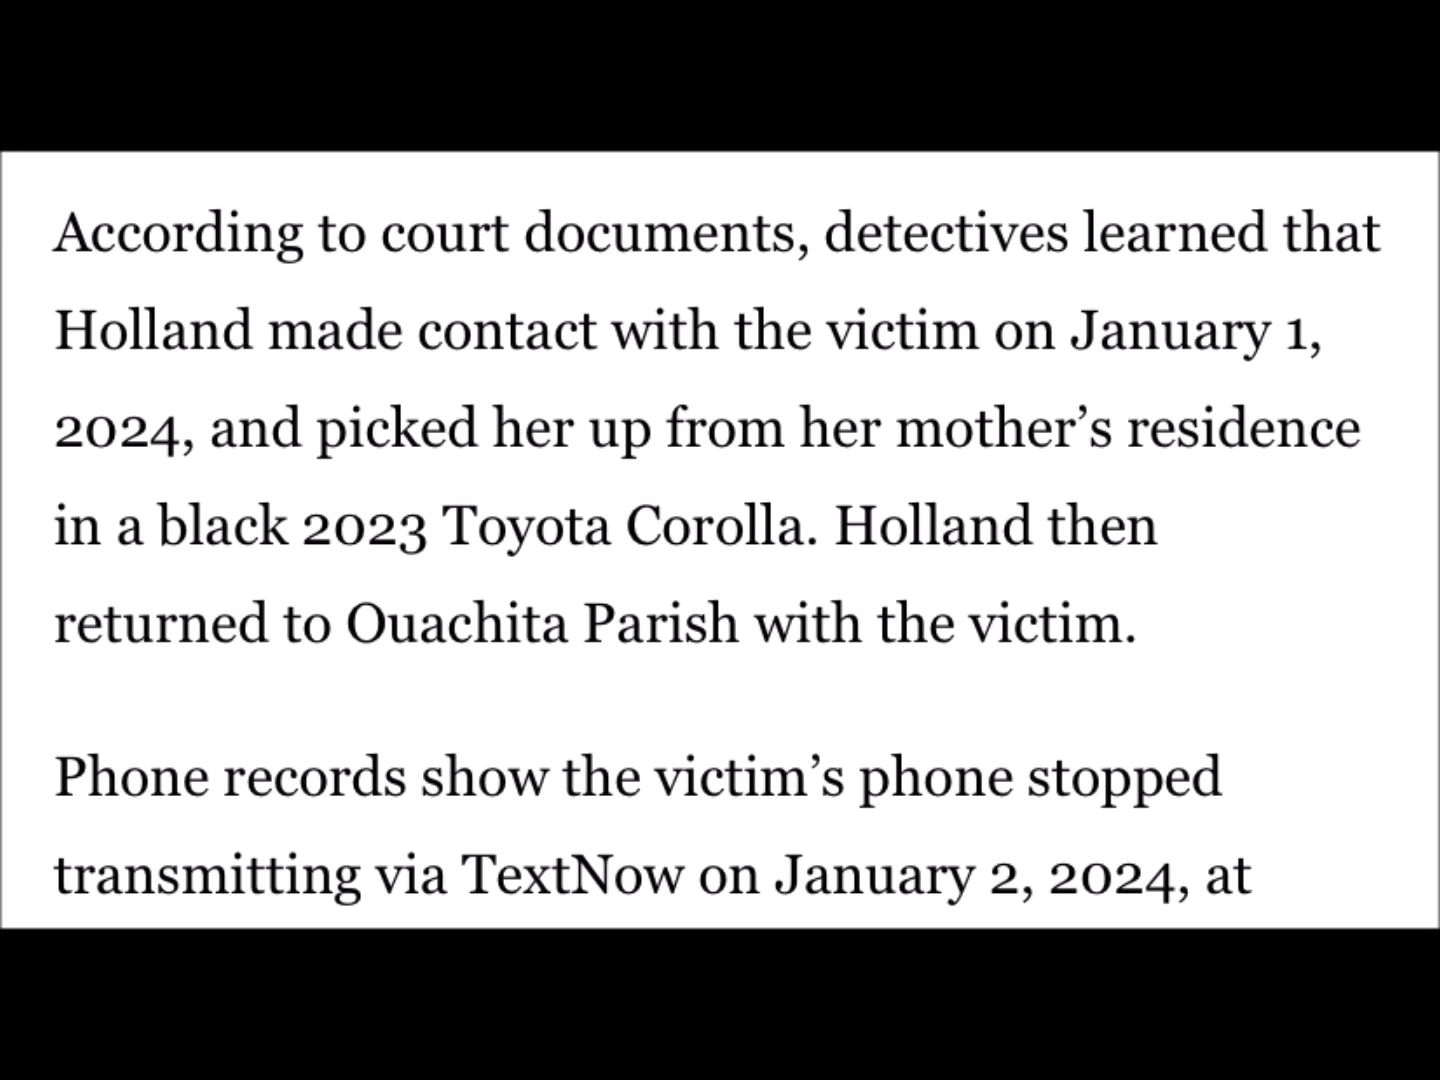 According to court documents, detectives learned that
Holland made contact with the victim on January 1,
2024, and picked her up from her mother’s residence
in a black 2023 Toyota Corolla. Holland then
returned to Ouachita Parish with the victim.
Phone records show the victim’s phone stopped
transmitting via TextNow on January 2, 2024, at